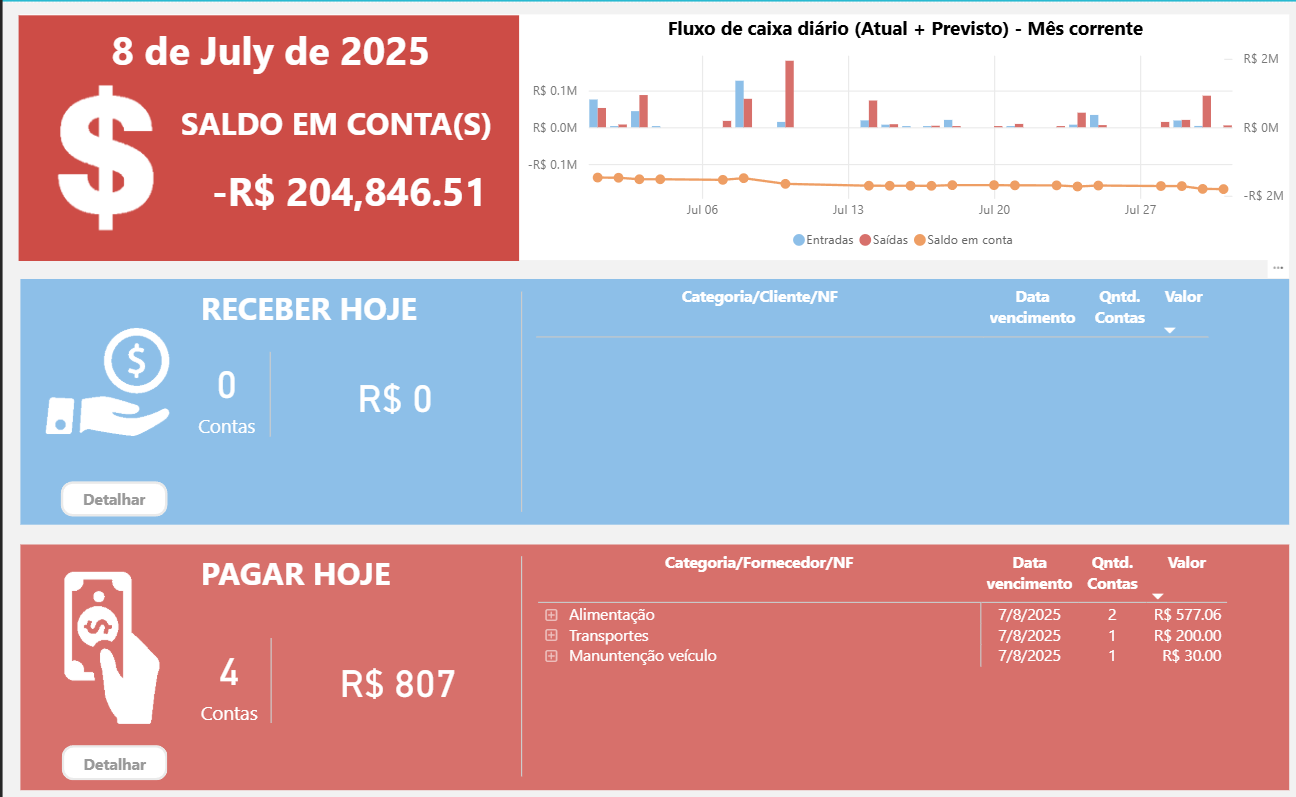 8 de July de 2025
$
SALDO EM CONTA(S)
-R$ 204,846.51
Fluxo de caixa diário (Atual + Previsto) - Mês corrente
R$ 0.1M
R$ 0.0M
-R$ 0.1M
R$ 2M
R$ 0M
-R$ 2M
Jul 06 Jul 13 Jul 20 Jul 27
Entradas Saídas Saldo em conta
RECEBER HOJE
$
0
Contas
R$ 0
Detalhar
Categoria/Cliente/NF Data vencimento Qntd. Contas Valor
PAGAR HOJE
$
4
Contas
R$ 807
Detalhar
Categoria/Fornecedor/NF Data vencimento Qntd. Contas Valor
Alimentação 7/8/2025 2 R$ 577.06
Transportes 7/8/2025 1 R$ 200.00
Manuntenção veículo 7/8/2025 1 R$ 30.00